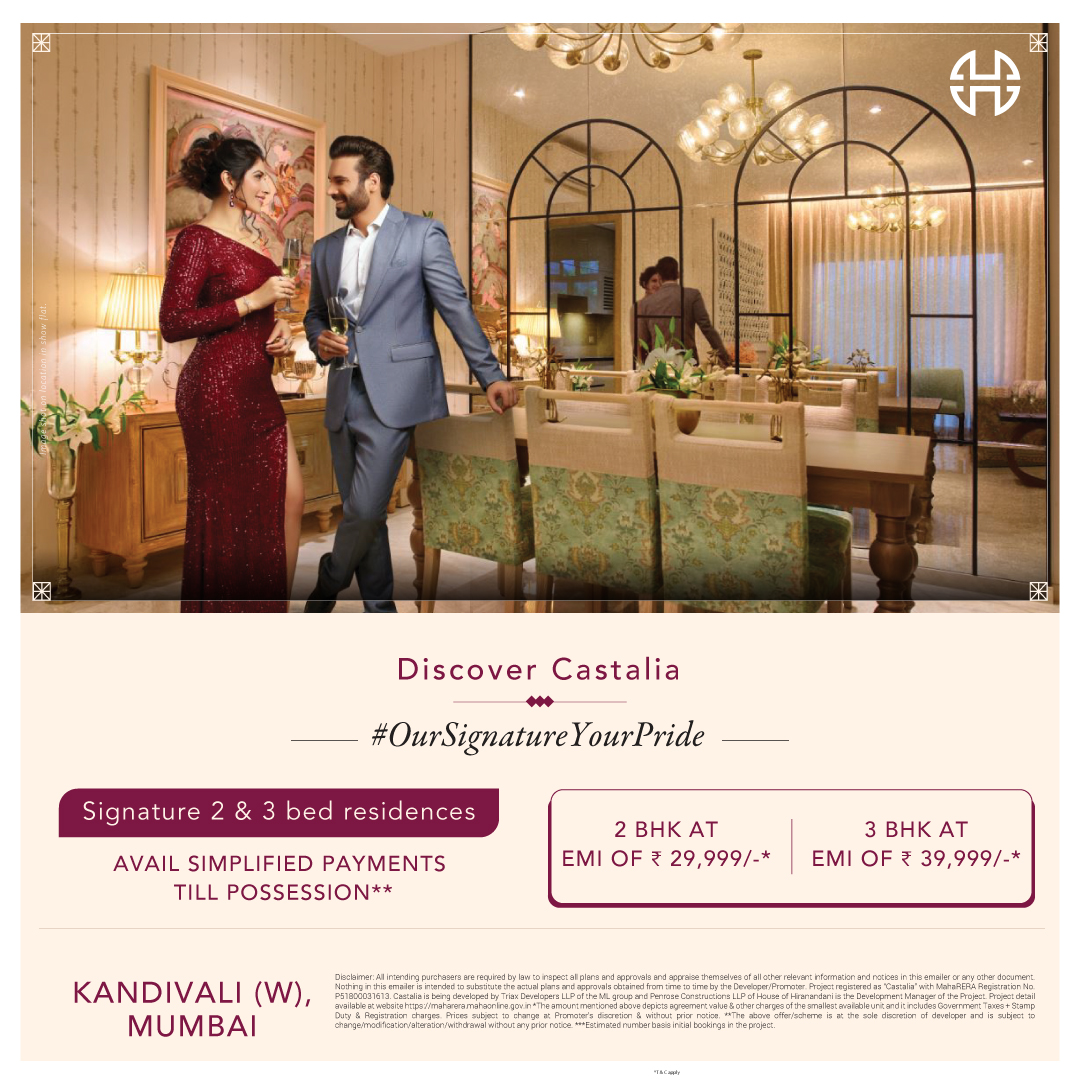 Image shown location in show flat.
Discover Castalia
#OurSignatureYourPride
Signature 2 & 3 bed residences
AVAIL SIMPLIFIED PAYMENTS
TILL POSSESSION**
2 BHK AT
EMI OF ₹ 29,999/-*
3 BHK AT
EMI OF ₹ 39,999/-*
KANDIVALI (W),
MUMBAI
Disclaimer: All intending purchasers are required by law to inspect all plans and approvals and appraise themselves of all other relevant information and notices in this emailer or any other document.
Nothing in this emailer is intended to substitute the actual plans and approvals obtained from time to time by the Developer/Promoter. Project registered as "Castalia" with MahaRERA Registration No.
P51800031613. Castalia is being developed by Triax Developers LLP of the ML group and Penrose Constructions LLP of House of Hiranandani is the Development Manager of the Project. Project detail
available at website https://maharera.mahaonline.gov.in *The amount mentioned above depicts agreement value & other charges of the smallest available unit and it includes Government Taxes + Stamp
Duty & Registration charges. Prices subject to change at Promoter's discretion & without prior notice. **The above offer/scheme is at the sole discretion of developer and is subject to
change/modification/alteration/withdrawal without any prior notice. ***Estimated number basis initial bookings in the project.
*T&C apply